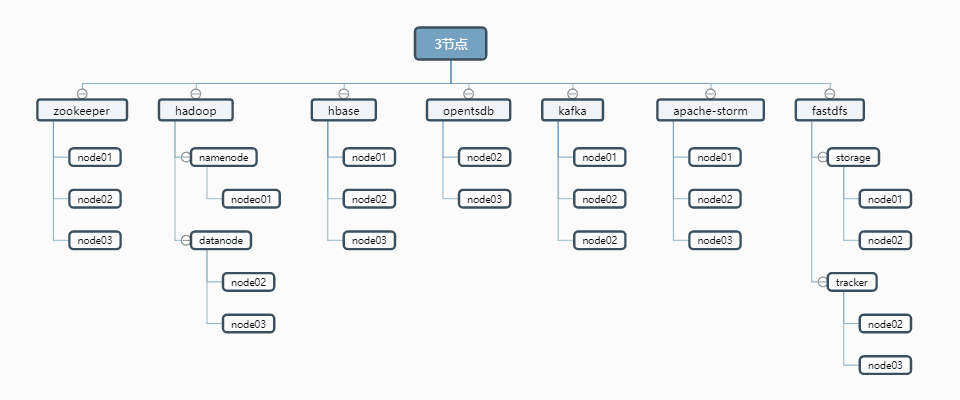 3节点
zookeeper
node01
node02
node03
hadoop
namenode
nodeo01
datanode
node02
node03
hbase
node01
node02
node03
opentsdb
node02
node03
kafka
node01
node02
node02
apache-storm
node01
node02
node03
fastdfs
storage
node01
node02
tracker
node02
node03